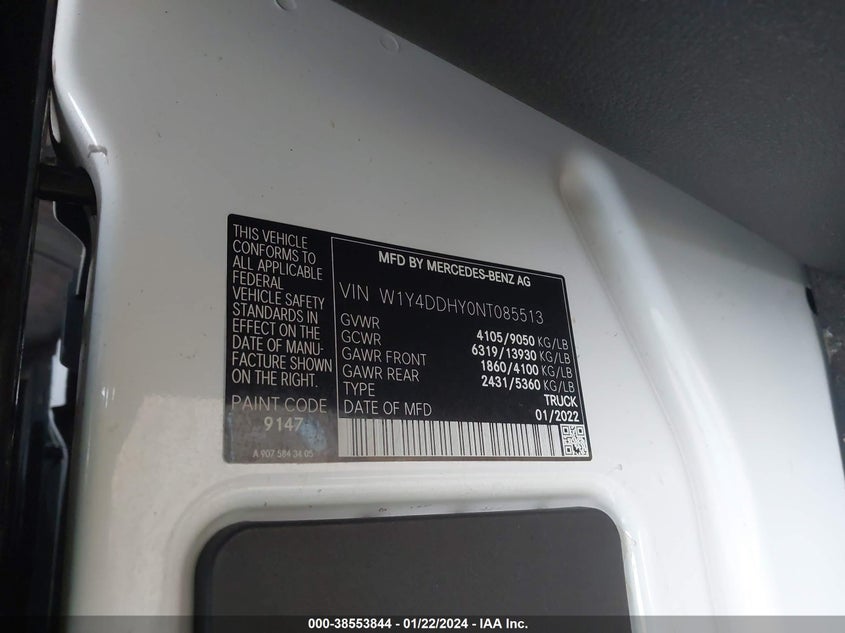 THIS VEHICLE
CONFORMS TO
ALL APPLICABLE
FEDERAL
VEHICLE SAFETY
STANDARDS IN
EFFECT ON THE
DATE OF MANU-
FACTURE SHOWN
ON THE RIGHT.
PAINT CODE
9147
A 907 584 34 05
MFD BY MERCEDES-BENZ AG
VIN W1Y4DDHY0NT085513
GVWR 4105/9050 KG/LB
GCWR 6319/13930 KG/LB
GAWR FRONT 1860/4100 KG/LB
GAWR REAR 2431/5360 KG/LB
TYPE TRUCK
DATE OF MFD 01/2022
000-38553844 - 01/22/2024 - IAA Inc.